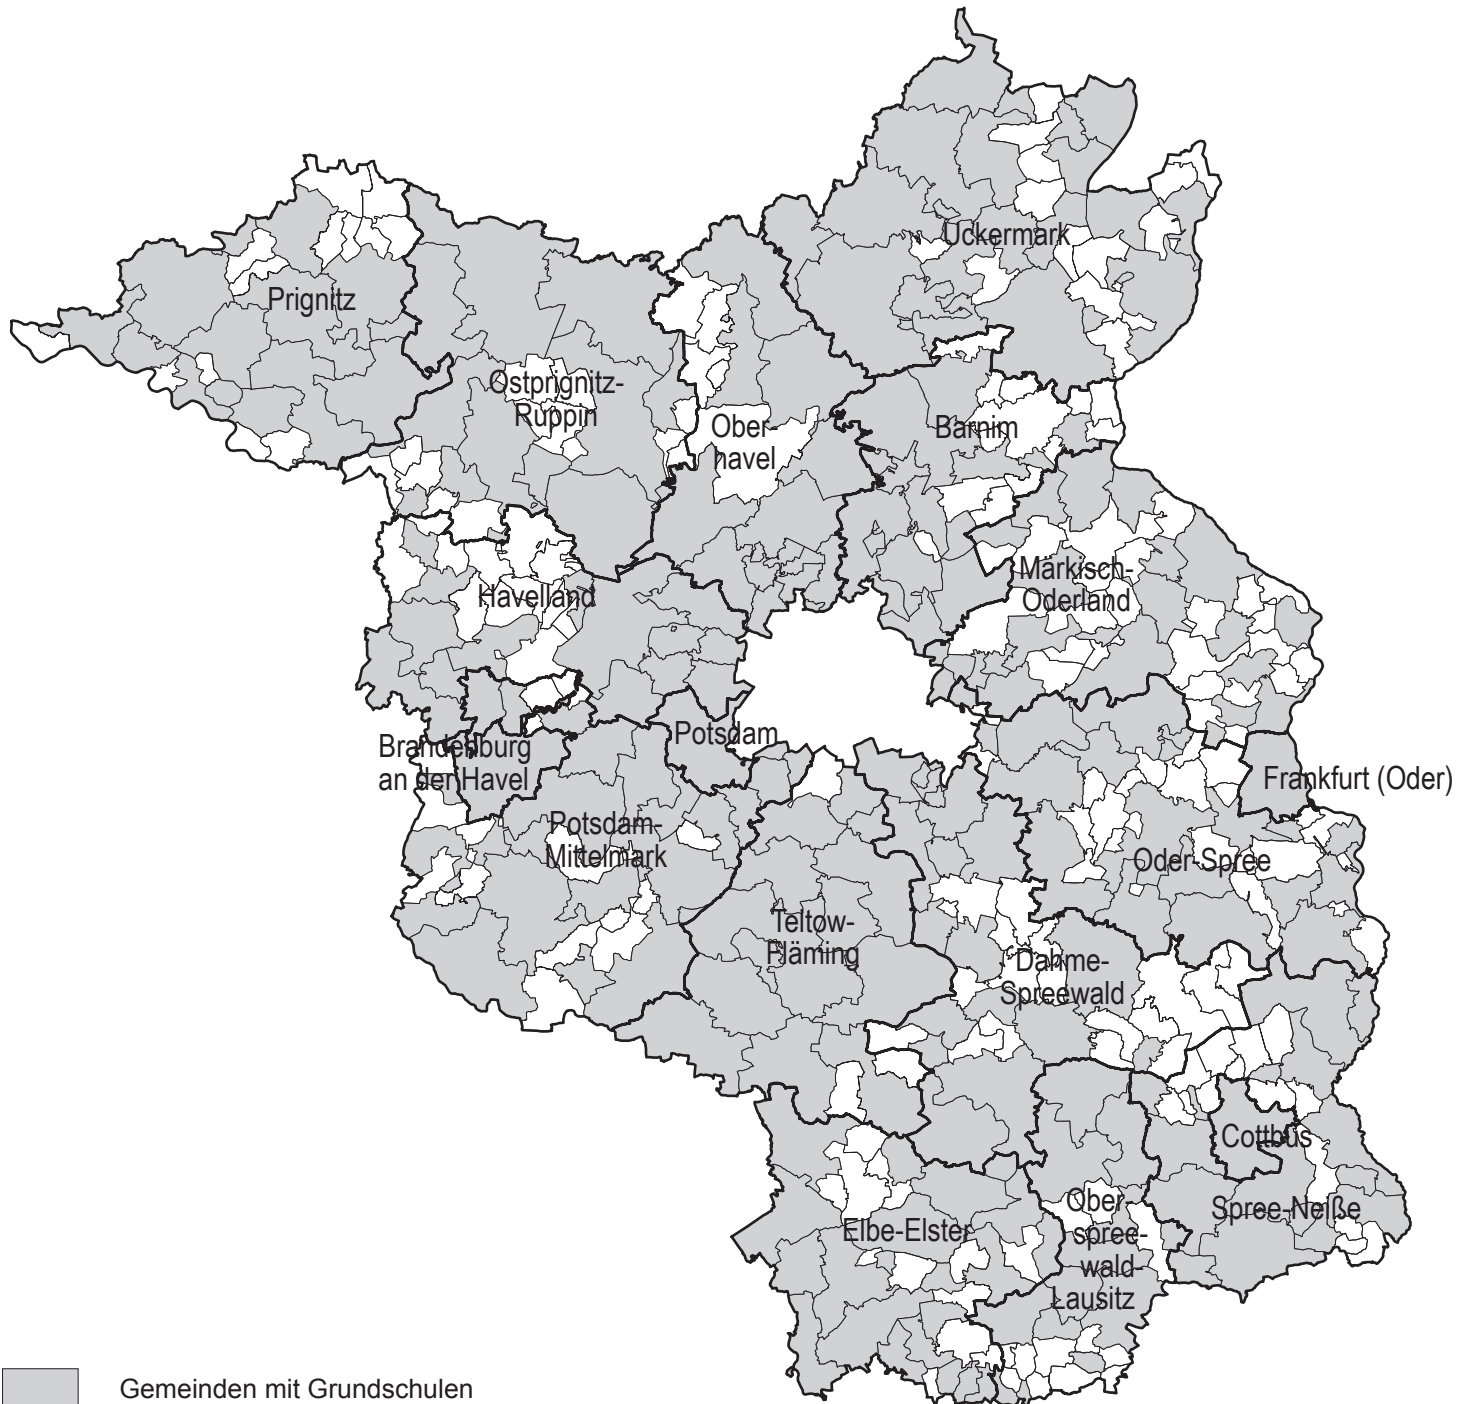 Uckermark
Prignitz
Ostprignitz-
Ruppin
Ober-
havel
Barnim
Märkisch-
Oderland
Havelland
Potsdam
Brandenburg
an der Havel
Frankfurt (Oder)
Potsdam-
Mittelmark
Oder-Spree
Teltow-
Fläming
Dahme-
Spreewald
Cottbus
Spree-Neiße
Ober-
spree-
wald-
Lausitz
Elbe-Elster
Gemeinden mit Grundschulen